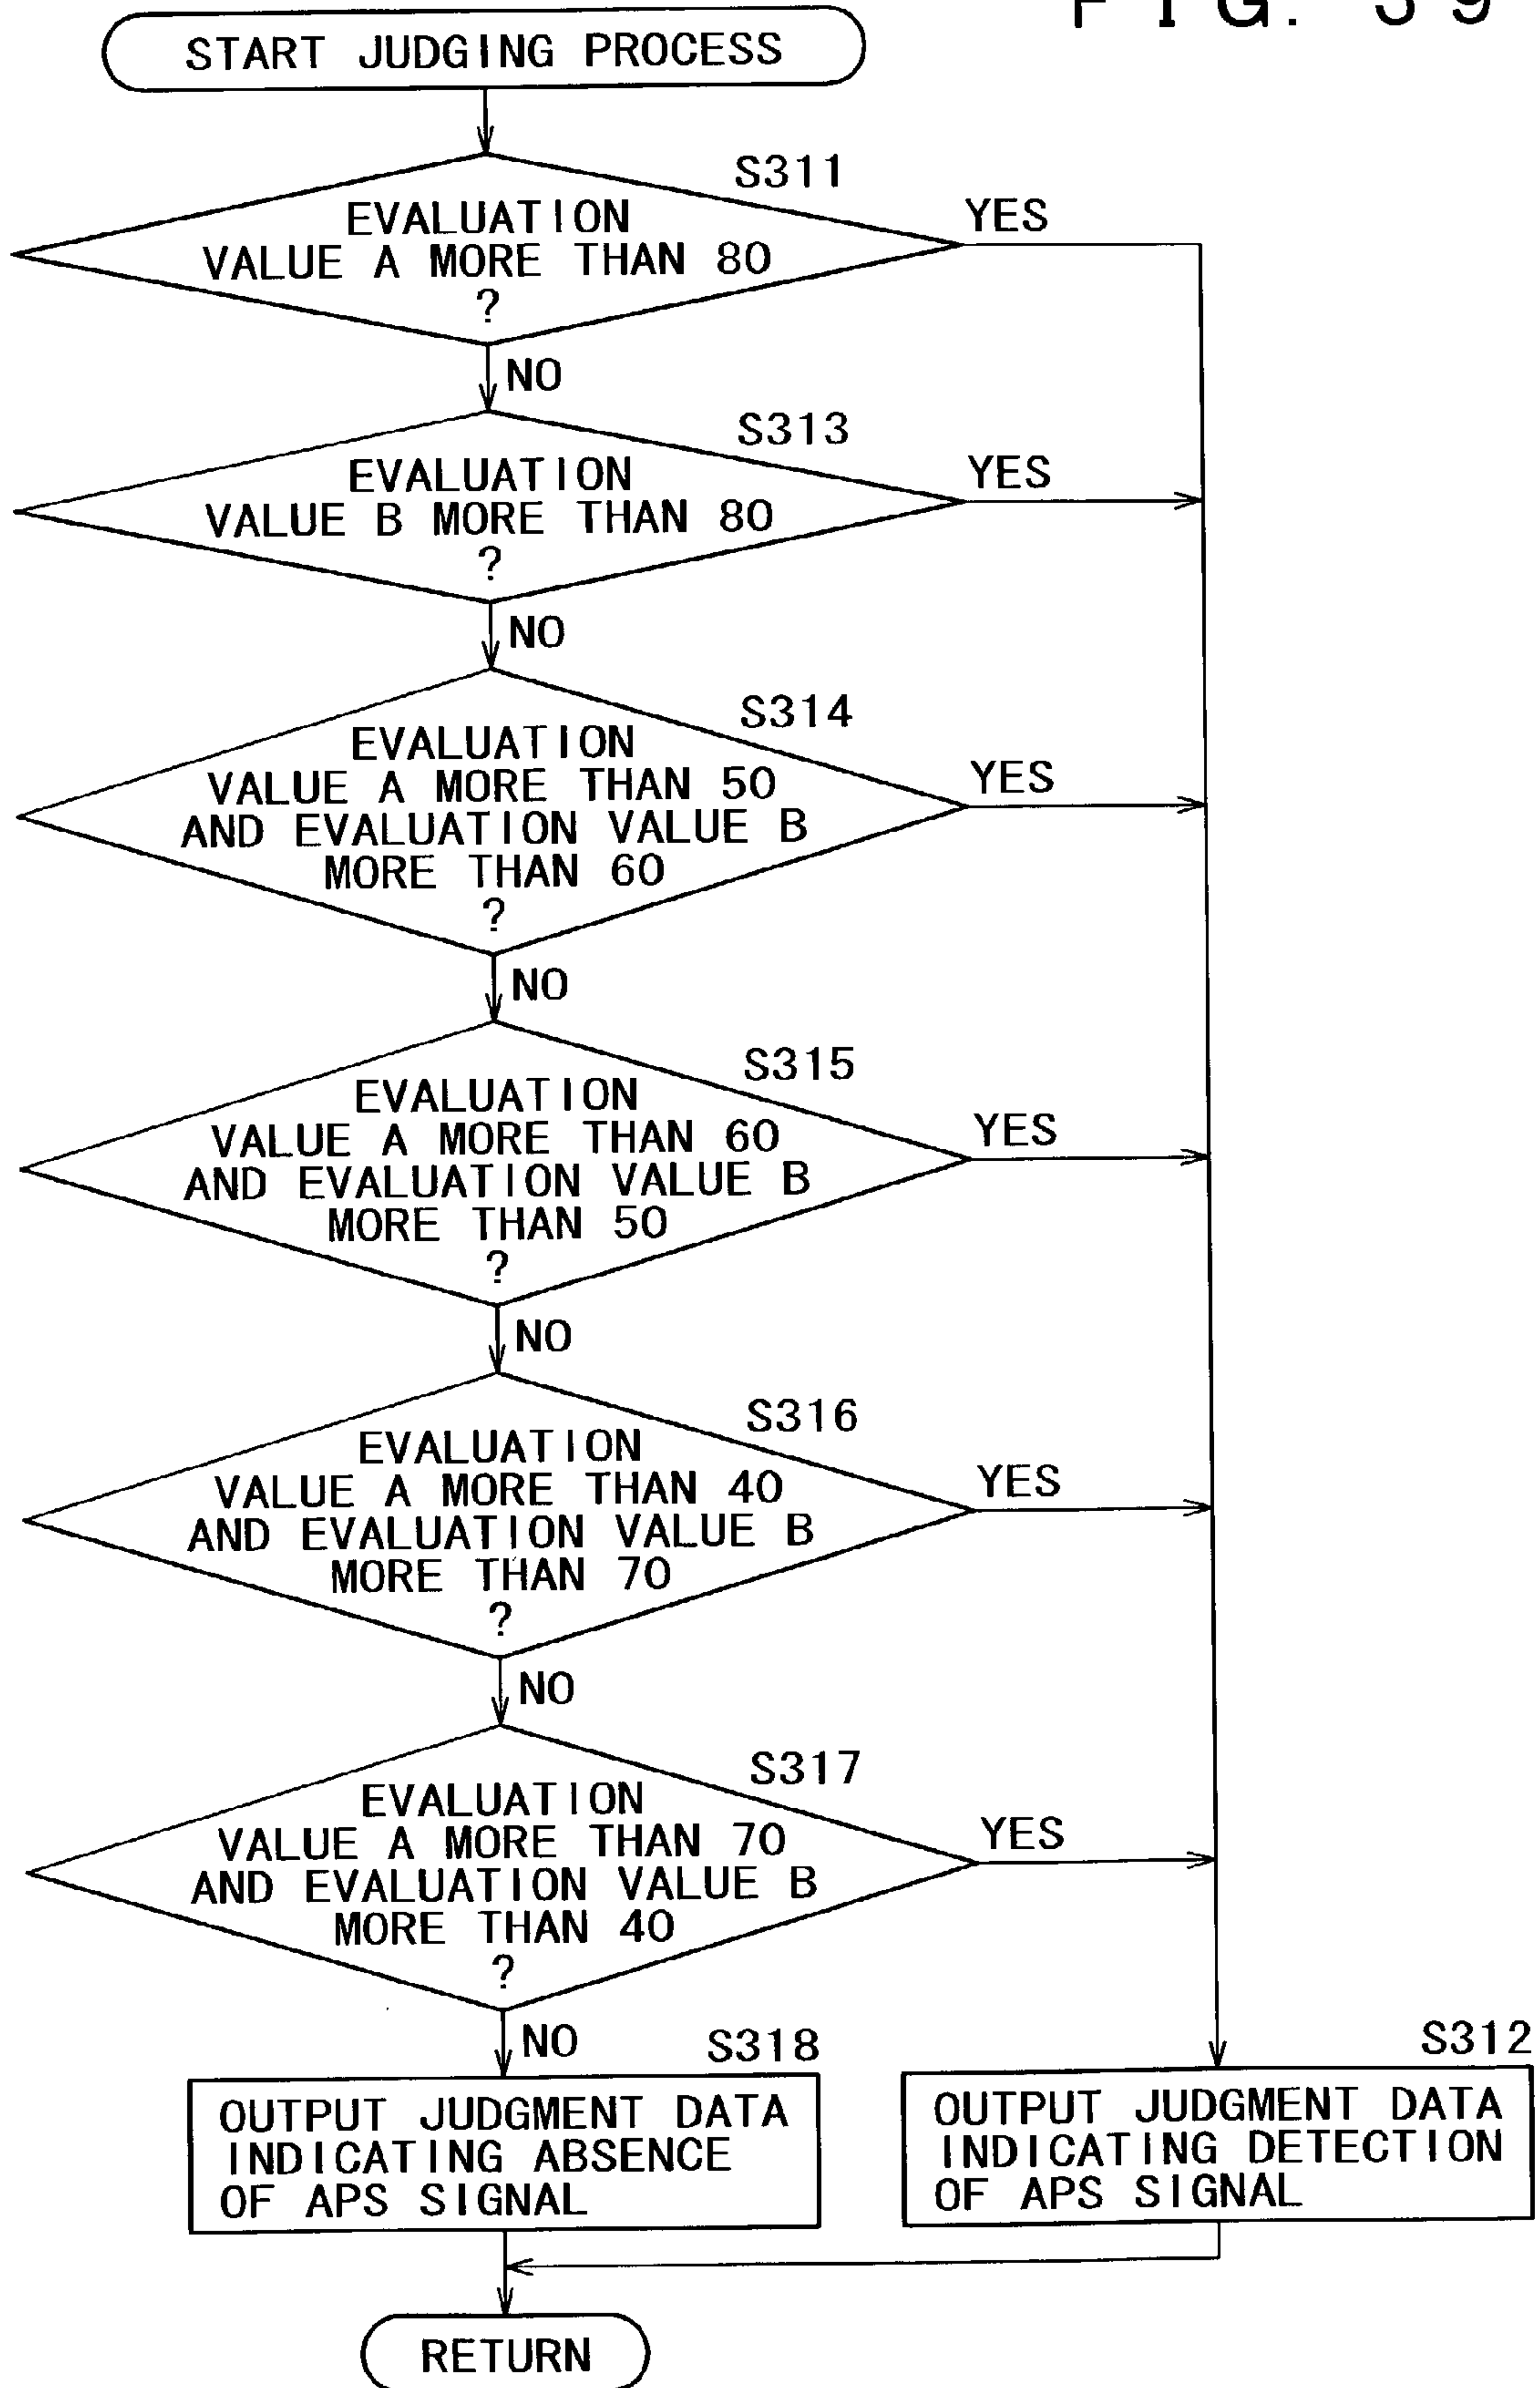 FIG. 39
START JUDGING PROCESS
S311
EVALUATION
VALUE A MORE THAN 80
?
YES
NO
S313
EVALUATION
VALUE B MORE THAN 80
?
YES
NO
S314
EVALUATION
VALUE A MORE THAN 50
AND EVALUATION VALUE B
MORE THAN 60
?
YES
NO
S315
EVALUATION
VALUE A MORE THAN 60
AND EVALUATION VALUE B
MORE THAN 50
?
YES
NO
S316
EVALUATION
VALUE A MORE THAN 40
AND EVALUATION VALUE B
MORE THAN 70
?
YES
NO
S317
EVALUATION
VALUE A MORE THAN 70
AND EVALUATION VALUE B
MORE THAN 40
?
YES
NO
S318
OUTPUT JUDGMENT DATA
INDICATING ABSENCE
OF APS SIGNAL
S312
OUTPUT JUDGMENT DATA
INDICATING DETECTION
OF APS SIGNAL
RETURN